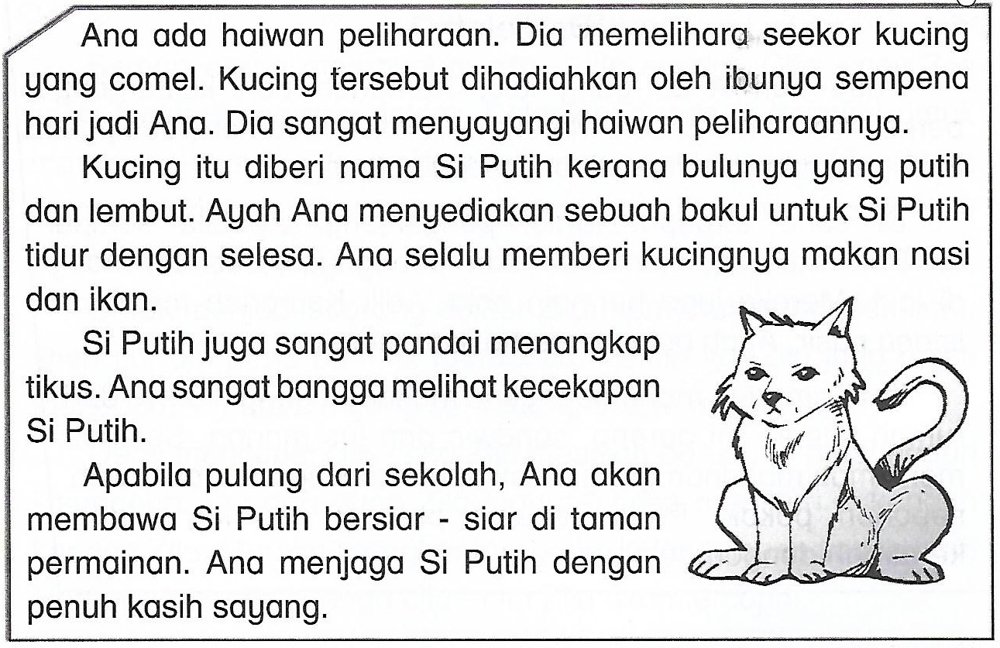 Ana ada haiwan peliharaan. Dia memelihara seekor kucing
yang comel. Kucing tersebut dihadiahkan oleh ibunya sempena
hari jadi Ana. Dia sangat menyayangi haiwan peliharaannya.
Kucing itu diberi nama Si Putih kerana bulunya yang putih
dan lembut. Ayah Ana menyediakan sebuah bakul untuk Si Putih
tidur dengan selesa. Ana selalu memberi kucingnya makan nasi
dan ikan.
Si Putih juga sangat pandai menangkap
tikus. Ana sangat bangga melihat kecekapan
Si Putih.
Apabila pulang dari sekolah, Ana akan
membawa Si Putih bersiar - siar di taman
permainan. Ana menjaga Si Putih dengan
penuh kasih sayang.